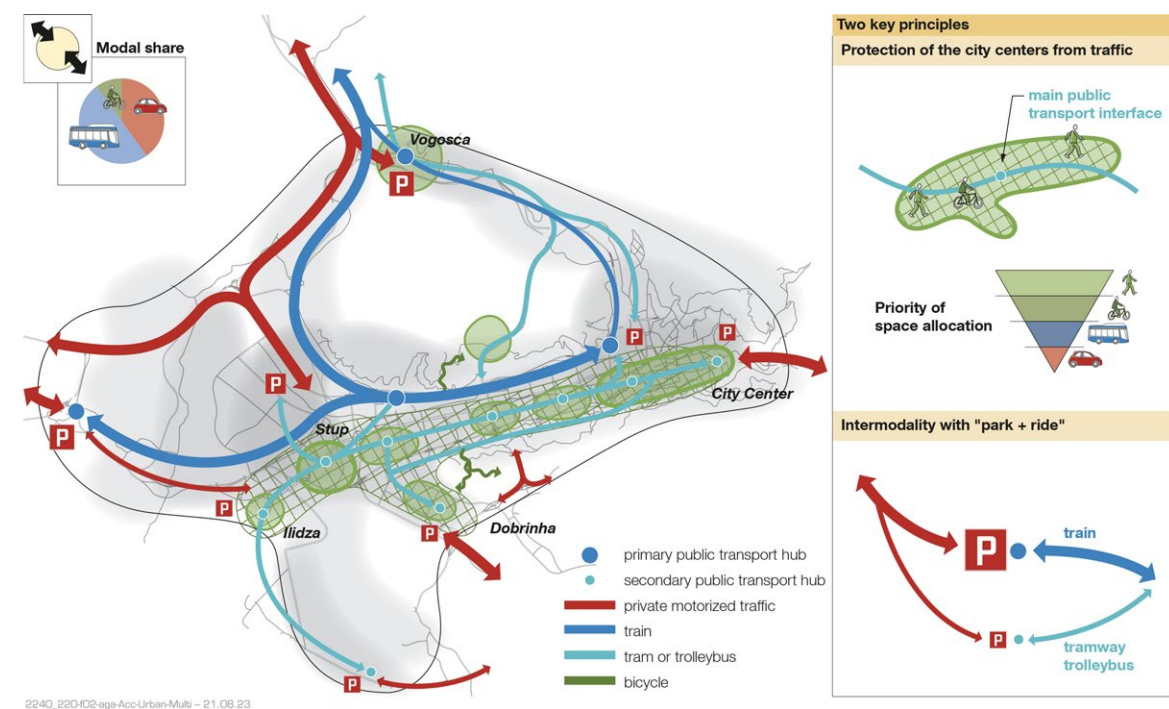 Modal share
Vogosca
P
P
P
P
P
Stup
City Center
P
P
Ilidza
P
Dobrinha
P
primary public transport hub
secondary public transport hub
private motorized traffic
train
tram or trolleybus
bicycle
2240_220-f02-aga-Acc-Urban-Multi – 21.08.23
Two key principles
Protection of the city centers from traffic
main public
transport interface
Priority of
space allocation
Intermodality with "park + ride"
P
train
P
tramway
trolleybus